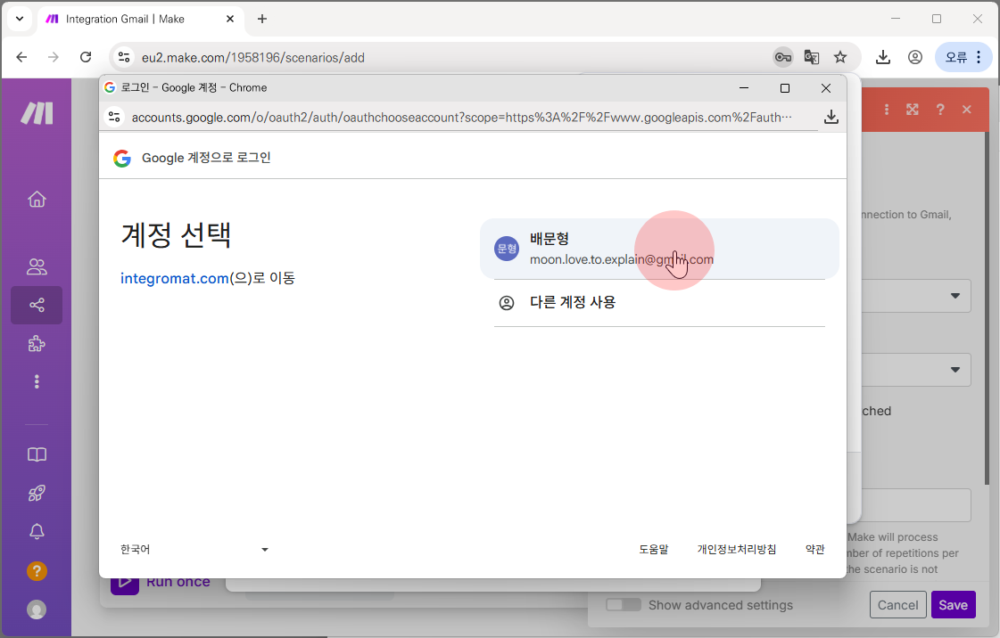 Integration Gmail | Make
eu2.make.com/1958196/scenarios/add
오류
로그인 - Google 계정 - Chrome
accounts.google.com/o/oauth2/auth/oauthchooseaccount?scope=https%3A%2F%2Fwww.googleapis.com%2Fauth…
Google 계정으로 로그인
계정 선택
integromat.com(으)로 이동
문형
배문형
moon.love.to.explain@gmail.com
다른 계정 사용
한국어
도움말
개인정보처리방침
약관
nnection to Gmail,
ched
Make will process
mber of repetitions per
the scenario is not
Run once
Show advanced settings
Cancel
Save